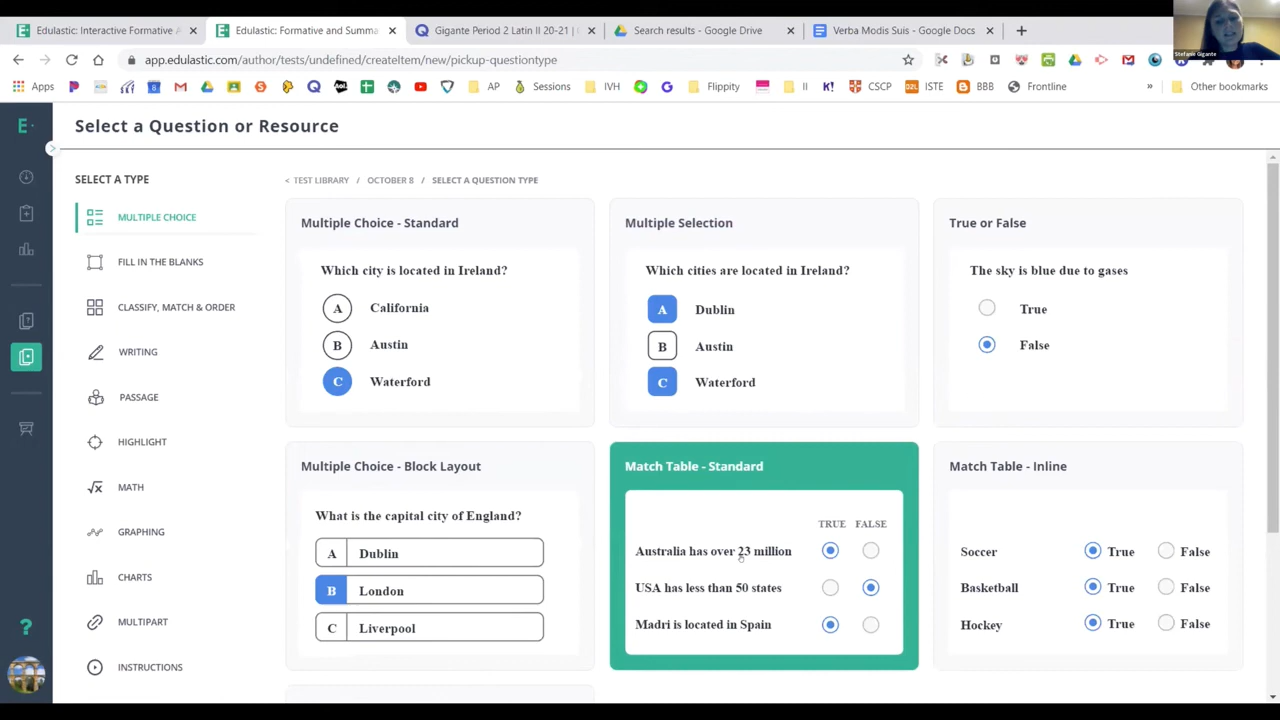 Edulastic: Interactive Formative A
Edulastic: Formative and Summa
Gigante Period 2 Latin II 20-21 |
Search results - Google Drive
Verba Modis Suis - Google Docs
Stefanie Gigante
app.edulastic.com/author/tests/undefined/createItem/new/pickup-questiontype
Apps
AP
Sessions
IVH
Flippity
II
K!
CSCP
D2L
ISTE
BBB
Frontline
»
Other bookmarks
Select a Question or Resource
SELECT A TYPE
< TEST LIBRARY / OCTOBER 8 / SELECT A QUESTION TYPE
MULTIPLE CHOICE
FILL IN THE BLANKS
CLASSIFY, MATCH & ORDER
WRITING
PASSAGE
HIGHLIGHT
MATH
GRAPHING
CHARTS
MULTIPART
INSTRUCTIONS
Multiple Choice - Standard
Which city is located in Ireland?
A California
B Austin
C Waterford
Multiple Selection
Which cities are located in Ireland?
A Dublin
B Austin
C Waterford
True or False
The sky is blue due to gases
True
False
Multiple Choice - Block Layout
What is the capital city of England?
A Dublin
B London
C Liverpool
Match Table - Standard
TRUE FALSE
Australia has over 23 million
USA has less than 50 states
Madri is located in Spain
Match Table - Inline
Soccer True False
Basketball True False
Hockey True False